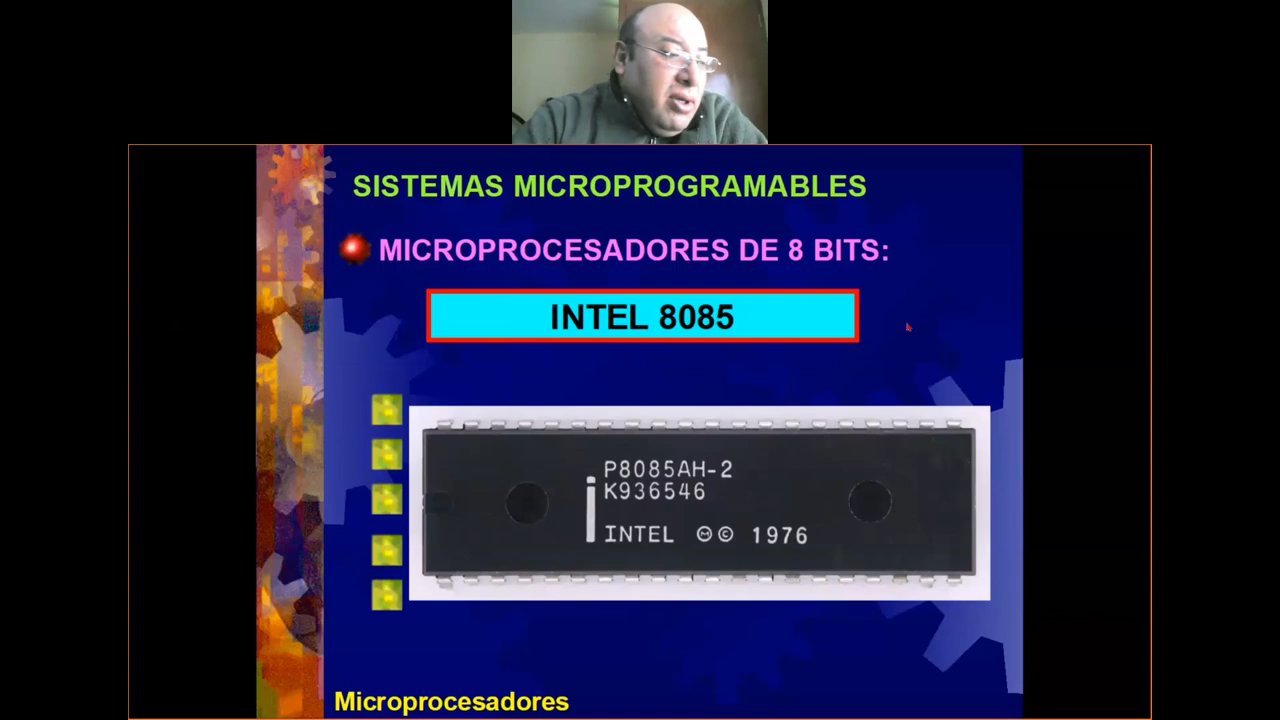 SISTEMAS MICROPROGRAMABLES
MICROPROCESADORES DE 8 BITS:
INTEL 8085
P8085AH-2
K936546
INTEL Ⓜ© 1976
Microprocesadores